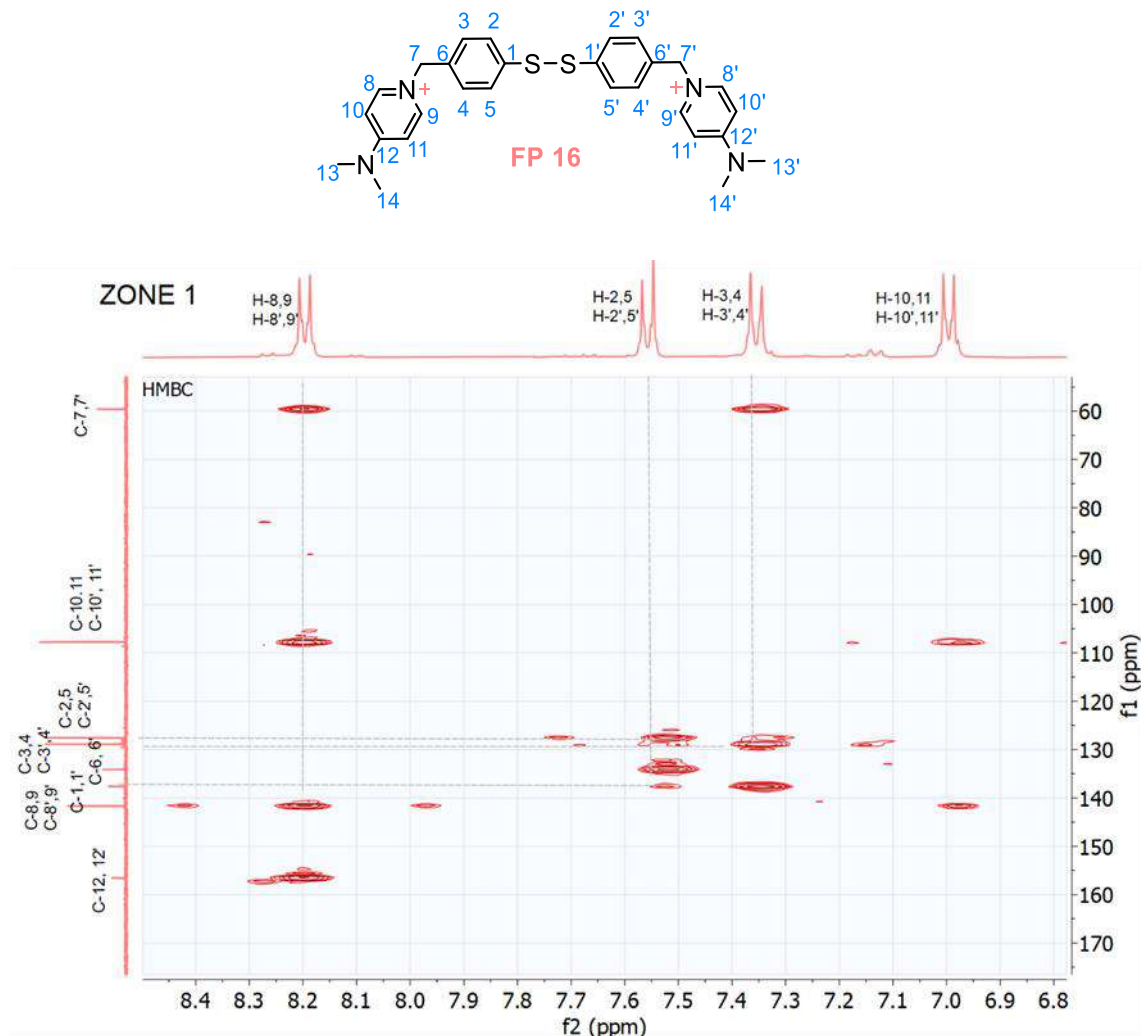 3 2 2' 3'
7 6 1 S S 1' 6' 7'
8 N + 4 5 5' 4' + N 8'
10 9 9' 10'
12 11 FP 16 11' 12'
13 N N 13'
14 14'
ZONE 1
H-8,9
H-8',9'
H-2,5
H-2',5'
H-3,4
H-3',4'
H-10,11
H-10',11'
HMBC
C-7,7'
C-10.11
C-10', 11'
C-2,5
C-2',5'
C-3,4
C-3',4'
C-6, 6'
C-1,1'
C-8,9
C-8',9'
C-12, 12'
60
70
80
90
100
110
120
130
140
150
160
170
f1 (ppm)
8.4 8.3 8.2 8.1 8.0 7.9 7.8 7.7 7.6 7.5 7.4 7.3 7.2 7.1 7.0 6.9 6.8
f2 (ppm)